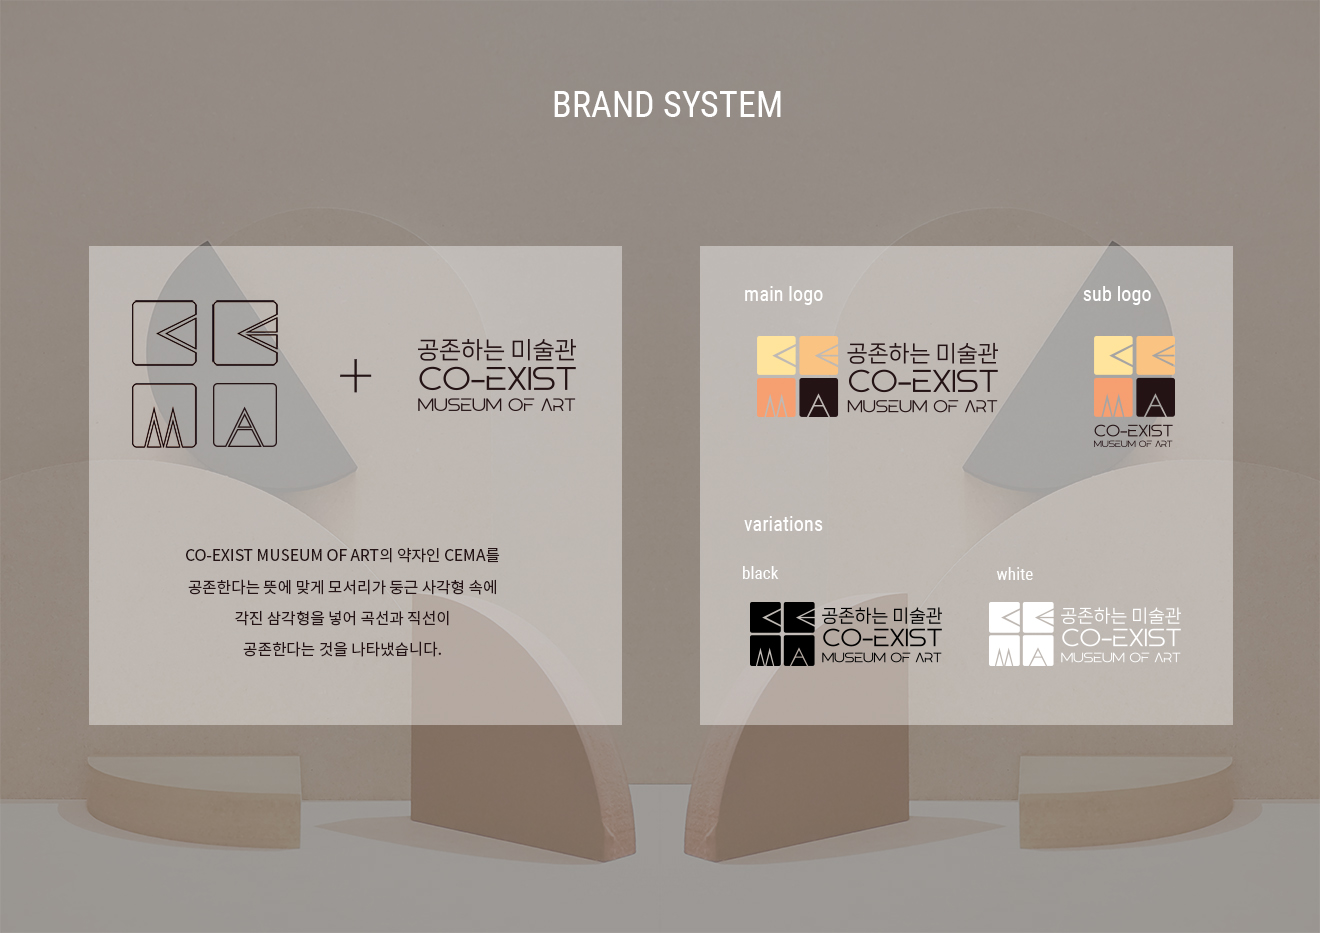 BRAND SYSTEM
C E
M A
+
공존하는 미술관
CO-EXIST
MUSEUM OF ART
CO-EXIST MUSEUM OF ART의 약자인 CEMA를
공존한다는 뜻에 맞게 모서리가 둥근 사각형 속에
각진 삼각형을 넣어 곡선과 직선이
공존한다는 것을 나타냈습니다.
main logo
C E
M A
공존하는 미술관
CO-EXIST
MUSEUM OF ART
sub logo
C E
M A
CO-EXIST
MUSEUM OF ART
variations
black
C E
M A
공존하는 미술관
CO-EXIST
MUSEUM OF ART
white
C E
M A
공존하는 미술관
CO-EXIST
MUSEUM OF ART